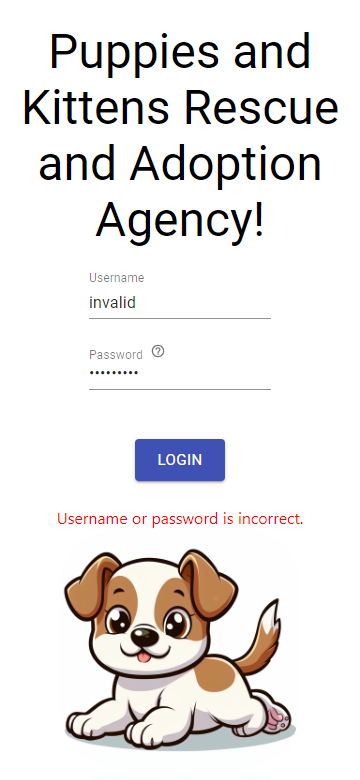 Puppies and
Kittens Rescue
and Adoption
Agency!
Username
invalid
Password ?
•••••••••
LOGIN
Username or password is incorrect.